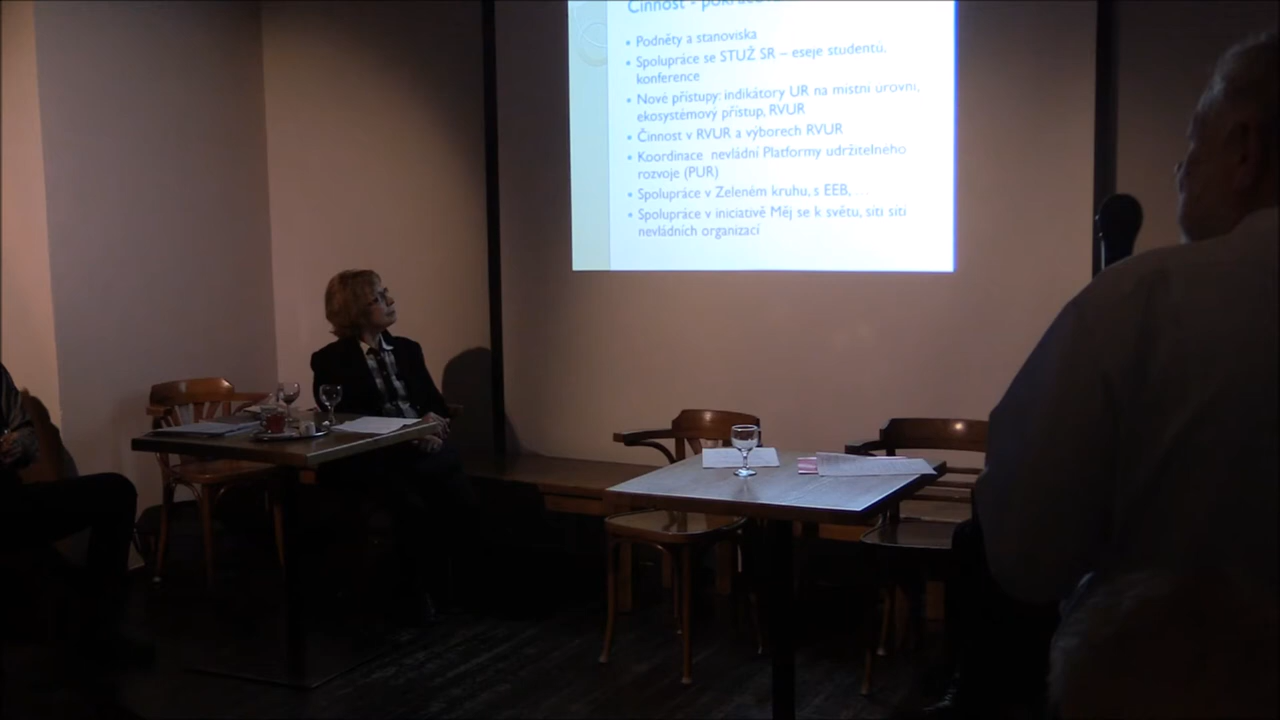 Činnost -
• Podněty a stanoviska
• Spolupráce se STUŽ SR – eseje studentů,
konference
• Nové přístupy: indikátory UR na místní úrovni,
ekosystémový přístup, RVUR
• Činnost v RVUR a výborech RVUR
• Koordinace nevládní Platformy udržitelného
rozvoje (PUR)
• Spolupráce v Zeleném kruhu, s EEB, …
• Spolupráce v iniciativě Měj se k světu, síti sítí
nevládních organizací